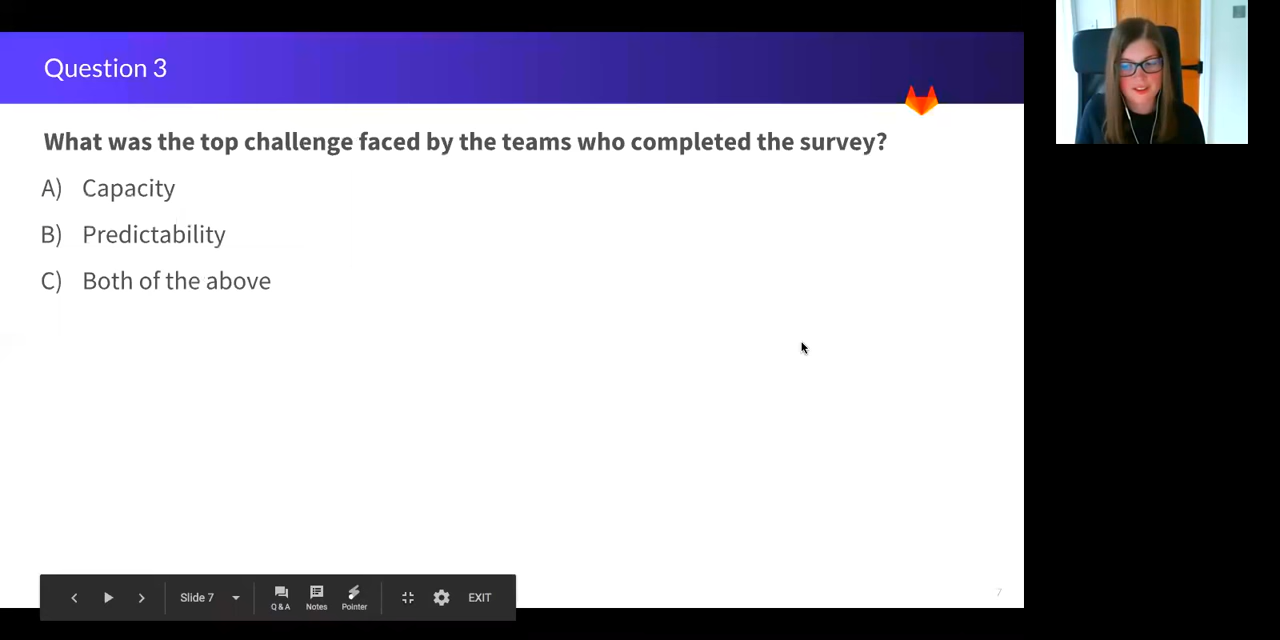 Question 3
What was the top challenge faced by the teams who completed the survey?
A) Capacity
B) Predictability
C) Both of the above
7
Slide 7
Q & A
Notes
Pointer
EXIT